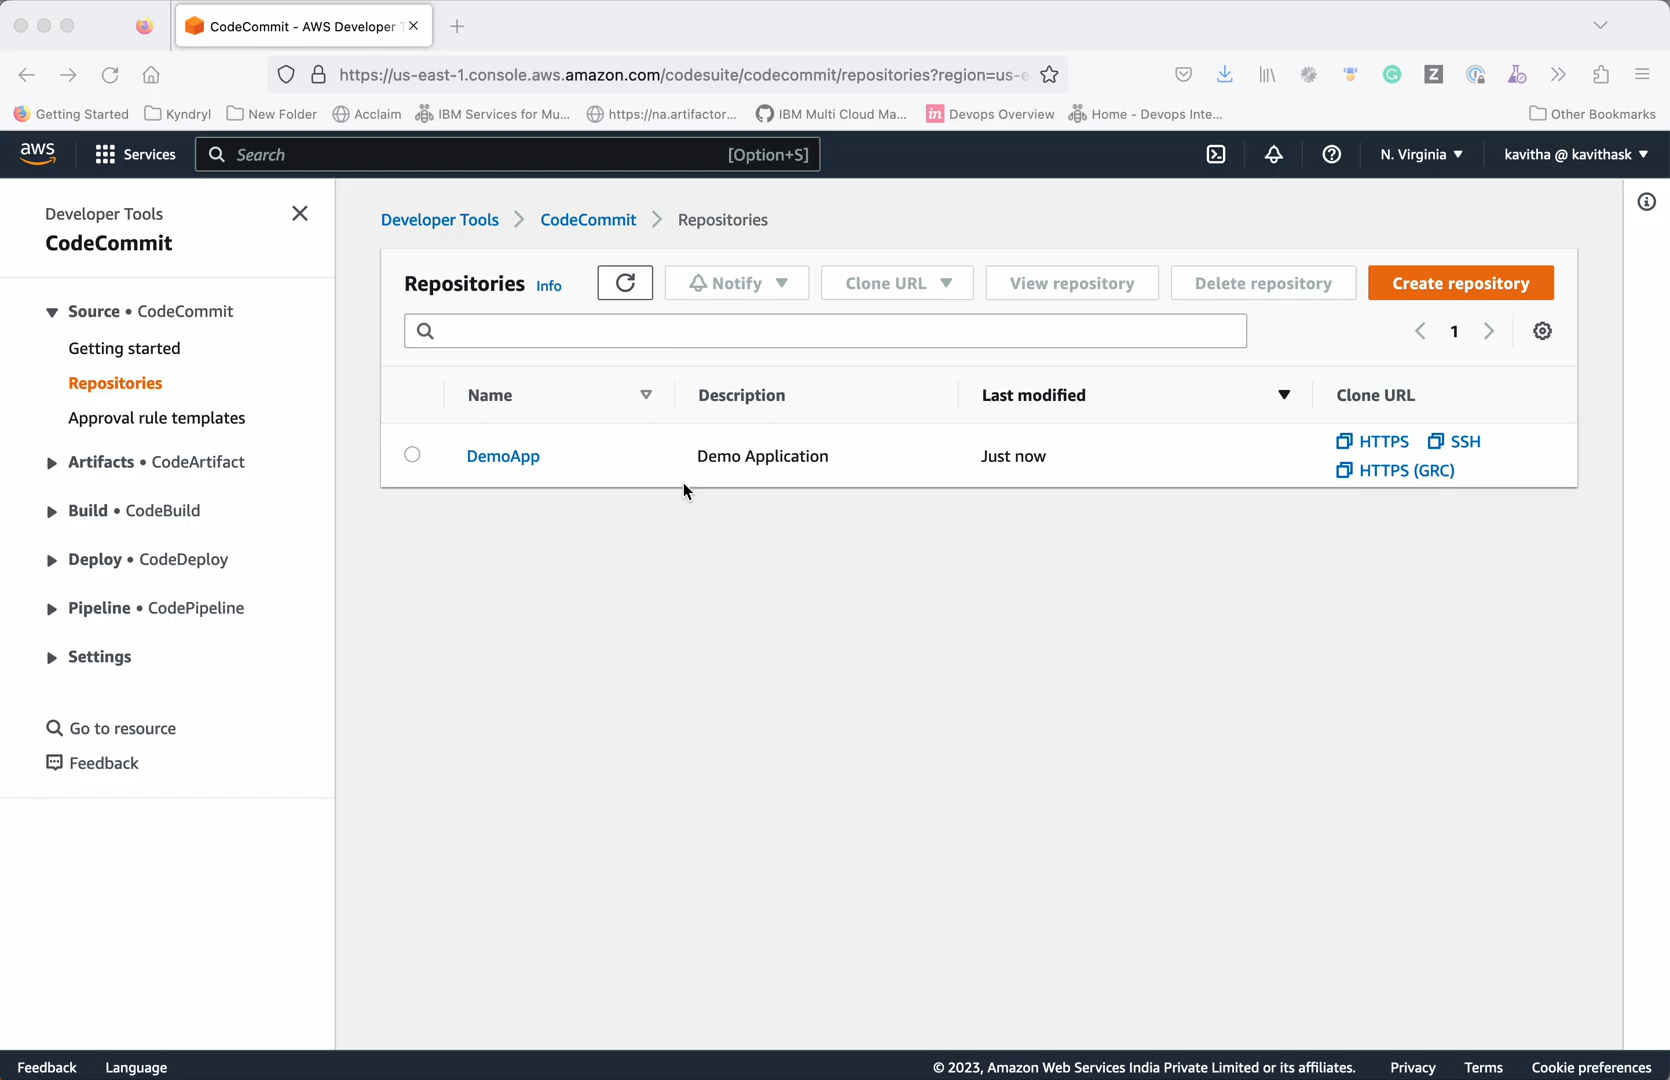 CodeCommit - AWS Developer T
https://us-east-1.console.aws.amazon.com/codesuite/codecommit/repositories?region=us-e
Getting Started Kyndryl New Folder Acclaim IBM Services for Mu... https://na.artifactor... IBM Multi Cloud Ma... in Devops Overview Home - Devops Inte... Other Bookmarks
aws Services Search [Option+S] N. Virginia kavitha @ kavithask
Developer Tools
CodeCommit
Source • CodeCommit
Getting started
Repositories
Approval rule templates
Artifacts • CodeArtifact
Build • CodeBuild
Deploy • CodeDeploy
Pipeline • CodePipeline
Settings
Go to resource
Feedback
Developer Tools CodeCommit Repositories
Repositories Info Notify Clone URL View repository Delete repository Create repository
1
Name Description Last modified Clone URL
DemoApp Demo Application Just now HTTPS SSH
HTTPS (GRC)
Feedback Language © 2023, Amazon Web Services India Private Limited or its affiliates. Privacy Terms Cookie preferences